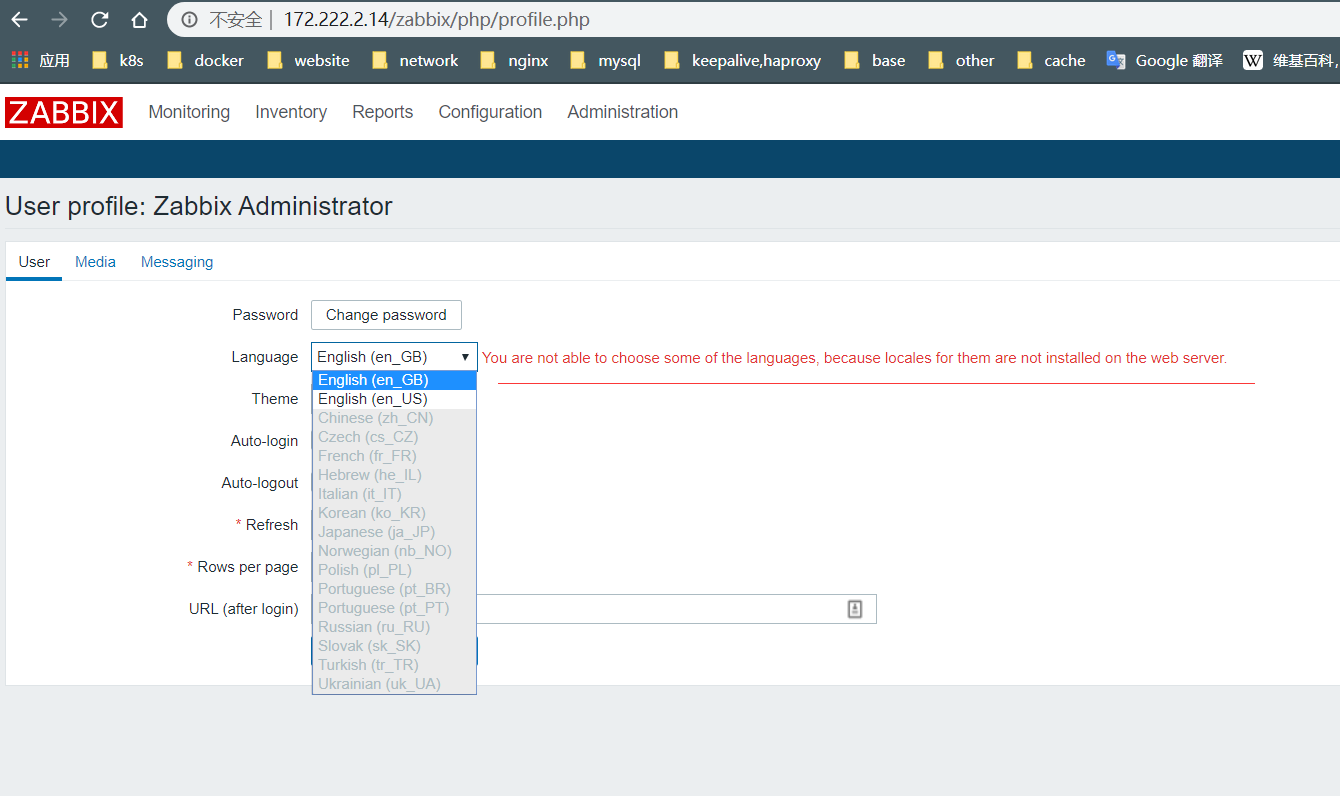 不安全 | 172.222.2.14/zabbix/php/profile.php
应用 k8s docker website network nginx mysql keepalive,haproxy base other cache Google 翻译 W 维基百科,
ZABBIX Monitoring Inventory Reports Configuration Administration
User profile: Zabbix Administrator
User Media Messaging
Password Change password
Language English (en_GB) ▼ You are not able to choose some of the languages, because locales for them are not installed on the web server.
English (en_GB)
Theme English (en_US)
Chinese (zh_CN)
Auto-login Czech (cs_CZ)
French (fr_FR)
Hebrew (he_IL)
Auto-logout
Italian (it_IT)
Korean (ko_KR)
* Refresh
Japanese (ja_JP)
Norwegian (nb_NO)
* Rows per page Polish (pl_PL)
Portuguese (pt_BR)
URL (after login) Portuguese (pt_PT)
Russian (ru_RU)
Slovak (sk_SK)
Turkish (tr_TR)
Ukrainian (uk_UA)